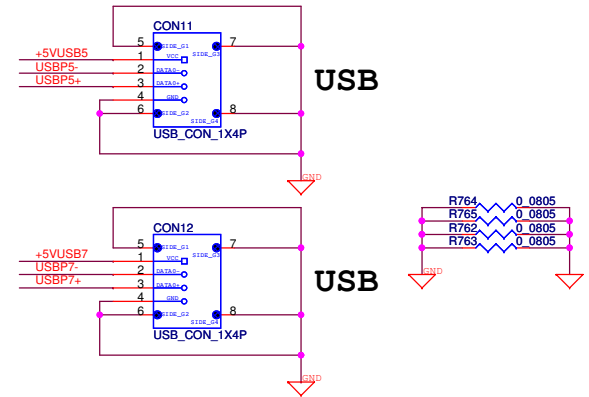 CON11
5 SIDE_G1 SIDE_G3 7
+5VUSB5 1 VCC
USBP5- 2 DATA0-
USBP5+ 3 DATA0+
4 GND
6 SIDE_G2 SIDE_G4 8
USB_CON_1X4P
USB
GND
CON12
5 SIDE_G1 SIDE_G3 7
+5VUSB7 1 VCC
USBP7- 2 DATA0-
USBP7+ 3 DATA0+
4 GND
6 SIDE_G2 SIDE_G4 8
USB_CON_1X4P
USB
GND
R764 0_0805
R765 0_0805
R762 0_0805
R763 0_0805
GND